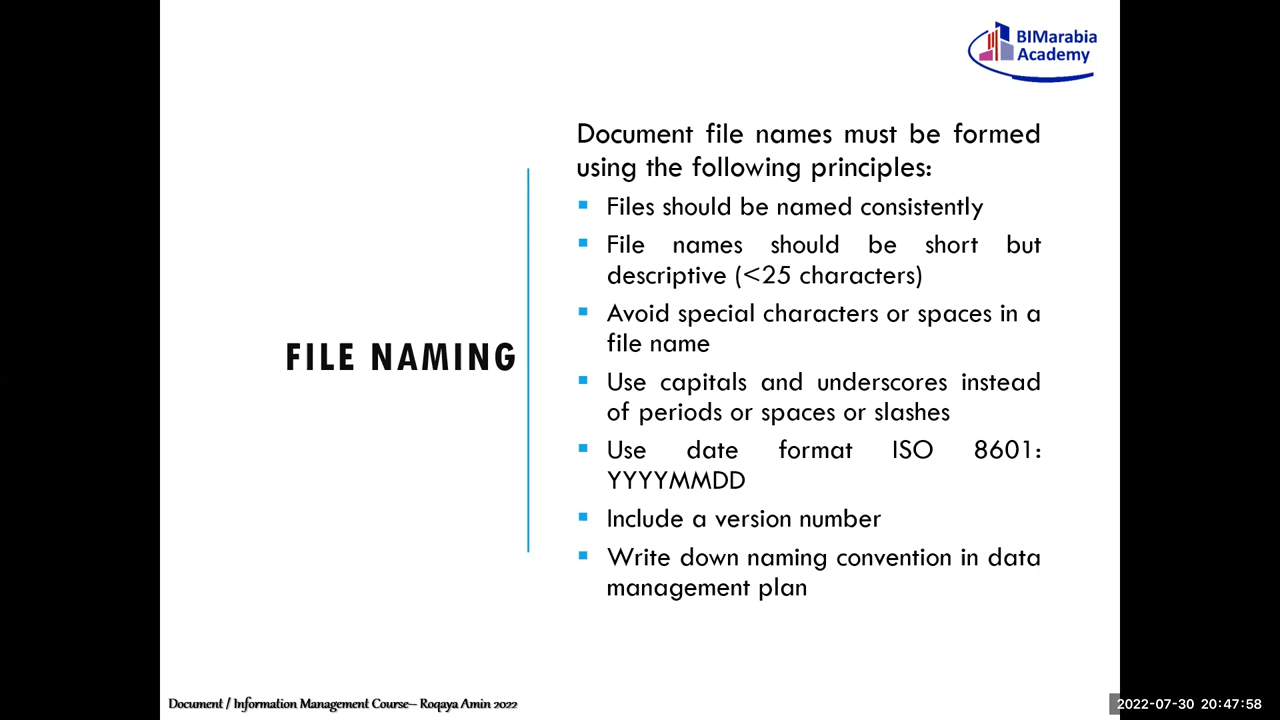 BIMarabia
Academy
Document file names must be formed
using the following principles:
Files should be named consistently
File names should be short but
descriptive (<25 characters)
Avoid special characters or spaces in a
file name
Use capitals and underscores instead
of periods or spaces or slashes
Use date format ISO 8601:
YYYYMMDD
Include a version number
Write down naming convention in data
management plan
FILE NAMING
Document / Information Management Course– Roqaya Amin 2022
2022-07-30 20:47:58